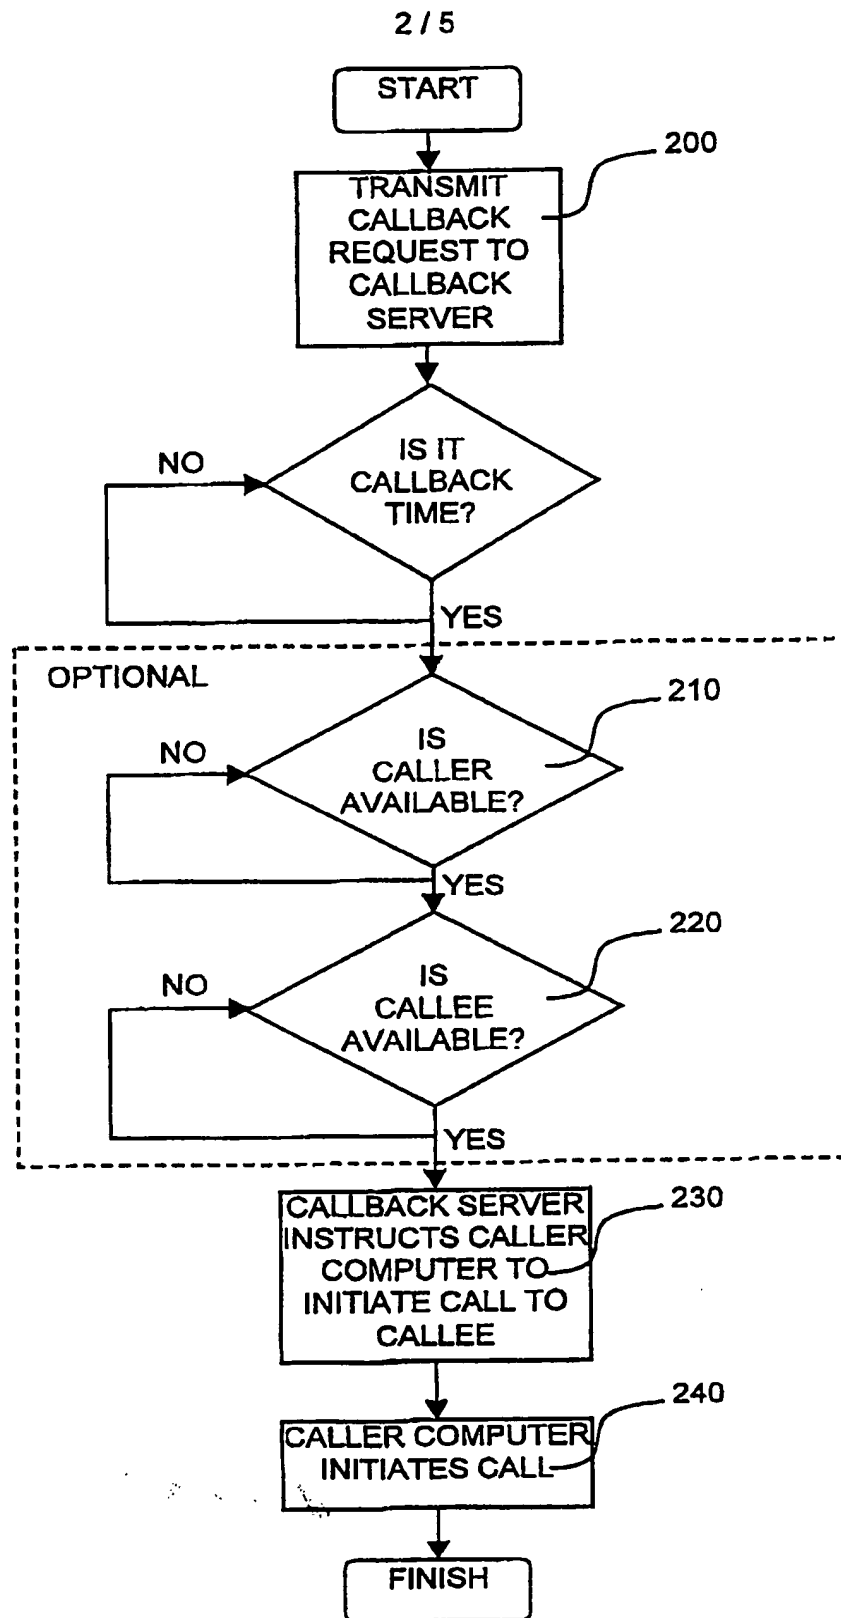 2 / 5
START
200
TRANSMIT
CALLBACK
REQUEST TO
CALLBACK
SERVER
IS IT
CALLBACK
TIME?
NO
YES
OPTIONAL
210
IS
CALLER
AVAILABLE?
NO
YES
220
IS
CALLEE
AVAILABLE?
NO
YES
230
CALLBACK SERVER
INSTRUCTS CALLER
COMPUTER TO
INITIATE CALL TO
CALLEE
240
CALLER COMPUTER
INITIATES CALL
FINISH